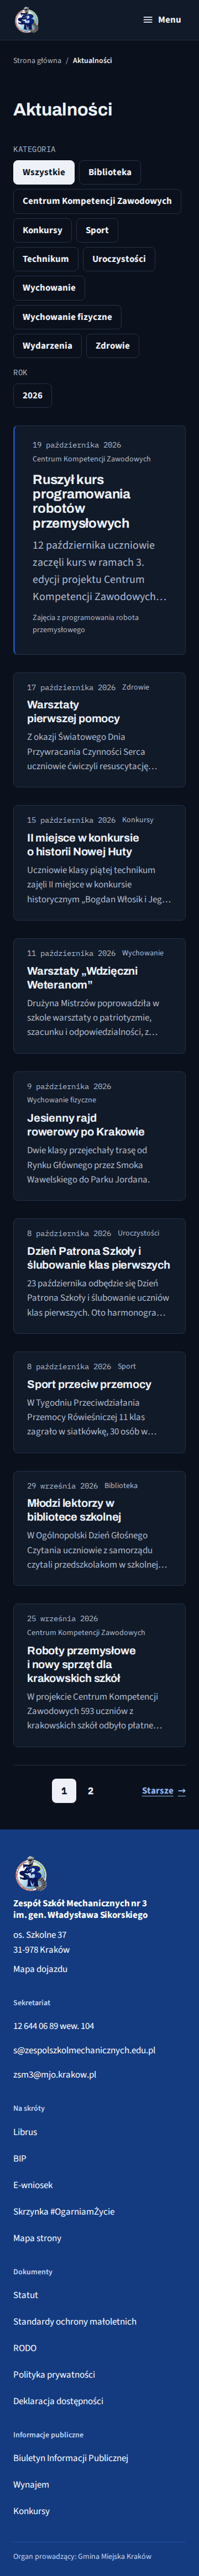 Menu
Strona główna / Aktualności
Aktualności
KATEGORIA
Wszystkie
Biblioteka
Centrum Kompetencji Zawodowych
Konkursy
Sport
Technikum
Uroczystości
Wychowanie
Wychowanie fizyczne
Wydarzenia
Zdrowie
ROK
2026
19 października 2026
Centrum Kompetencji Zawodowych
Ruszył kurs
programowania
robotów
przemysłowych
12 października uczniowie
zaczęli kurs w ramach 3.
edycji projektu Centrum
Kompetencji Zawodowych…
Zajęcia z programowania robota
przemysłowego
17 października 2026 Zdrowie
Warsztaty
pierwszej pomocy
Z okazji Światowego Dnia
Przywracania Czynności Serca
uczniowie ćwiczyli resuscytację…
15 października 2026 Konkursy
II miejsce w konkursie
o historii Nowej Huty
Uczniowie klasy piątej technikum
zajęli II miejsce w konkursie
historycznym „Bogdan Włosik i Jeg…
11 października 2026 Wychowanie
Warsztaty „Wdzięczni
Weteranom”
Drużyna Mistrzów poprowadziła w
szkole warsztaty o patriotyzmie,
szacunku i odpowiedzialności, z…
9 października 2026
Wychowanie fizyczne
Jesienny rajd
rowerowy po Krakowie
Dwie klasy przejechały trasę od
Rynku Głównego przez Smoka
Wawelskiego do Parku Jordana.
8 października 2026 Uroczystości
Dzień Patrona Szkoły i
ślubowanie klas pierwszych
23 października odbędzie się Dzień
Patrona Szkoły i ślubowanie uczniów
klas pierwszych. Oto harmonogra…
8 października 2026 Sport
Sport przeciw przemocy
W Tygodniu Przeciwdziałania
Przemocy Rówieśniczej 11 klas
zagrało w siatkówkę, 30 osób w…
29 września 2026 Biblioteka
Młodzi lektorzy w
bibliotece szkolnej
W Ogólnopolski Dzień Głośnego
Czytania uczniowie z samorządu
czytali przedszkolakom w szkolnej…
25 września 2026
Centrum Kompetencji Zawodowych
Roboty przemysłowe
i nowy sprzęt dla
krakowskich szkół
W projekcie Centrum Kompetencji
Zawodowych 593 uczniów z
krakowskich szkół odbyło płatne…
1 2 Starsze →
Zespół Szkół Mechanicznych nr 3
im. gen. Władysława Sikorskiego
os. Szkolne 37
31-978 Kraków
Mapa dojazdu
Sekretariat
12 644 06 89 wew. 104
s@zespolszkolmechanicznych.edu.pl
zsm3@mjo.krakow.pl
Na skróty
Librus
BIP
E-wniosek
Skrzynka #OgarniamŻycie
Mapa strony
Dokumenty
Statut
Standardy ochrony małoletnich
RODO
Polityka prywatności
Deklaracja dostępności
Informacje publiczne
Biuletyn Informacji Publicznej
Wynajem
Konkursy
Organ prowadzący: Gmina Miejska Kraków